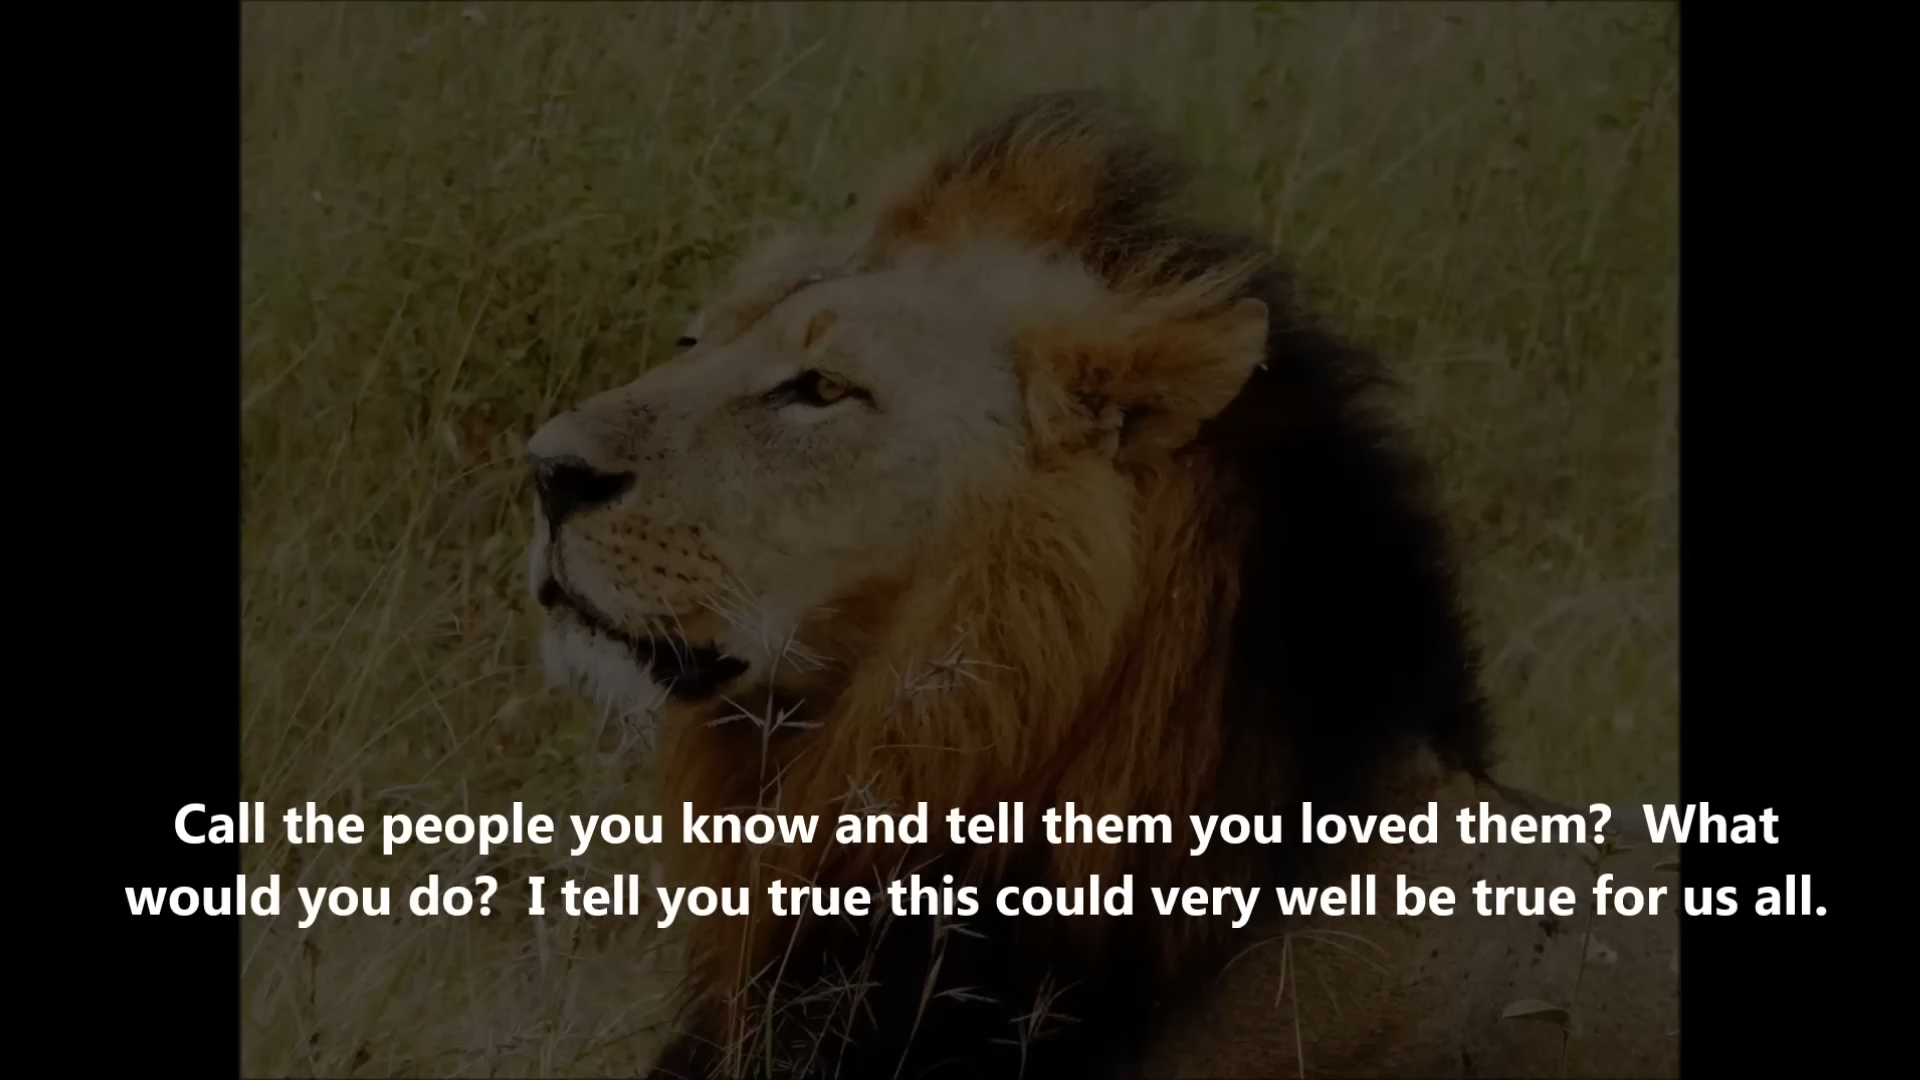 Call the people you know and tell them you loved them?  What
would you do?  I tell you true this could very well be true for us all.